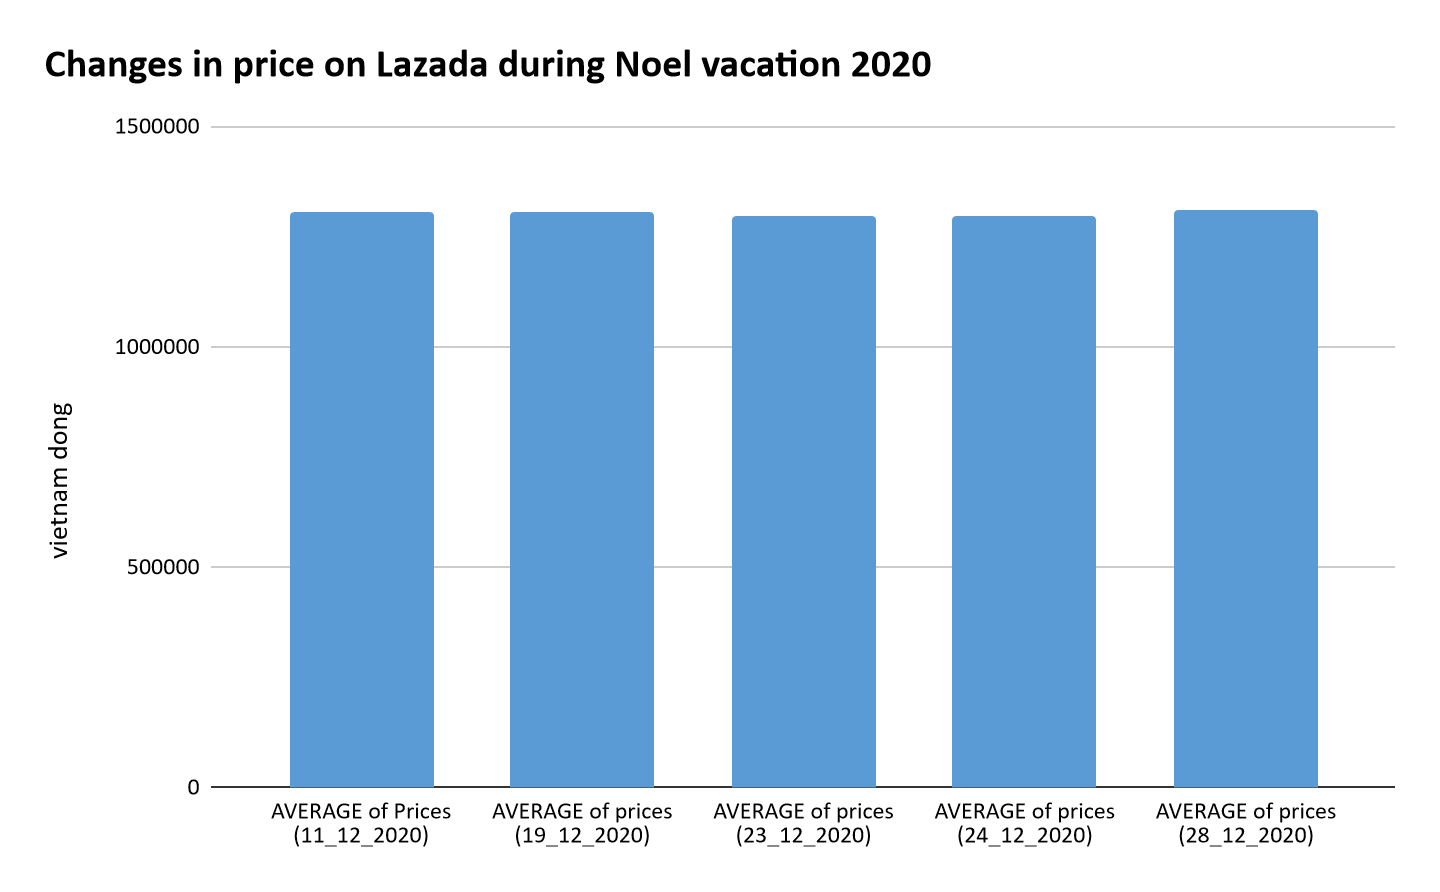 Changes in price on Lazada during Noel vacation 2020
vietnam dong
1500000
1000000
500000
0
AVERAGE of Prices
(11_12_2020)
AVERAGE of prices
(19_12_2020)
AVERAGE of prices
(23_12_2020)
AVERAGE of prices
(24_12_2020)
AVERAGE of prices
(28_12_2020)